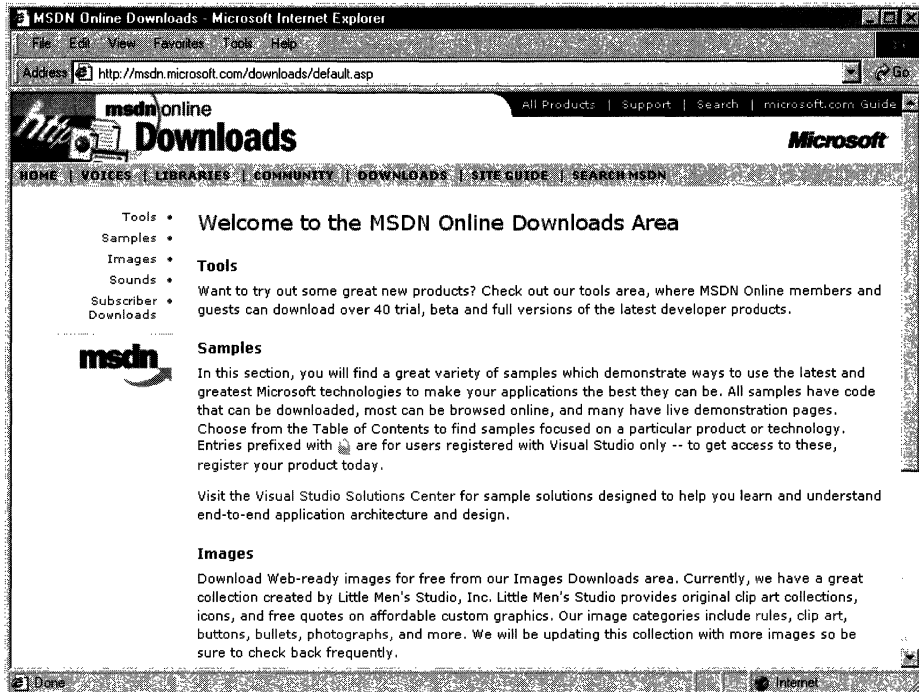 MSDN Online Downloads - Microsoft Internet Explorer
File Edit View Favorites Tools Help
Address http://msdn.microsoft.com/downloads/default.asp Go
All Products | Support | Search | microsoft.com Guide
http:
msdn online
Downloads
Microsoft
HOME | VOICES | LIBRARIES | COMMUNITY | DOWNLOADS | SITE GUIDE | SEARCH MSDN
Tools •
Samples •
Images •
Sounds •
Subscriber •
Downloads
msdn
Welcome to the MSDN Online Downloads Area
Tools
Want to try out some great new products? Check out our tools area, where MSDN Online members and
guests can download over 40 trial, beta and full versions of the latest developer products.
Samples
In this section, you will find a great variety of samples which demonstrate ways to use the latest and
greatest Microsoft technologies to make your applications the best they can be. All samples have code
that can be downloaded, most can be browsed online, and many have live demonstration pages.
Choose from the Table of Contents to find samples focused on a particular product or technology.
Entries prefixed with are for users registered with Visual Studio only -- to get access to these,
register your product today.
Visit the Visual Studio Solutions Center for sample solutions designed to help you learn and understand
end-to-end application architecture and design.
Images
Download Web-ready images for free from our Images Downloads area. Currently, we have a great
collection created by Little Men's Studio, Inc. Little Men's Studio provides original clip art collections,
icons, and free quotes on affordable custom graphics. Our image categories include rules, clip art,
buttons, bullets, photographs, and more. We will be updating this collection with more images so be
sure to check back frequently.
Done Internet